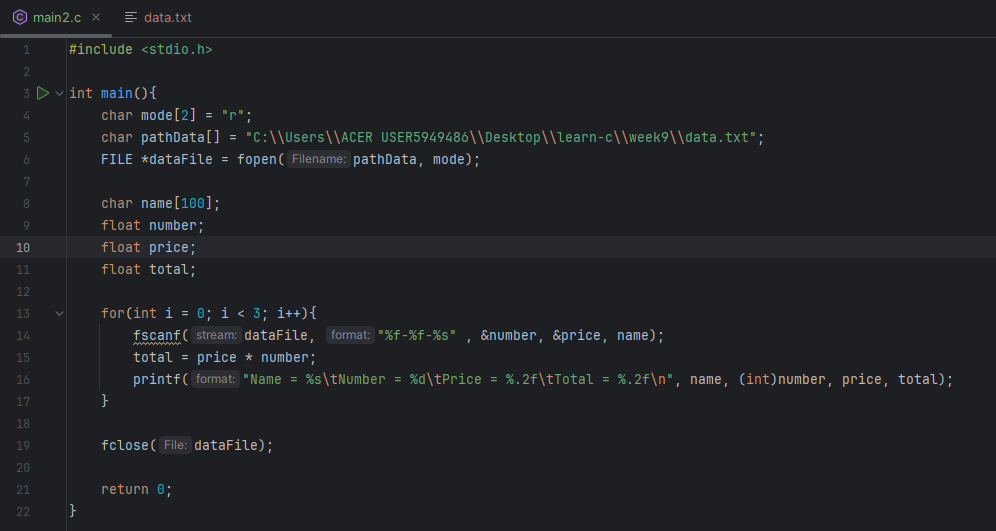 main2.c × data.txt
1 #include <stdio.h>
2
3 int main(){
4 char mode[2] = "r";
5 char pathData[] = "C:\\Users\\ACER USER5949486\\Desktop\\learn-c\\week9\\data.txt";
6 FILE *dataFile = fopen( Filename: pathData, mode);
7
8 char name[100];
9 float number;
10 float price;
11 float total;
12
13 for(int i = 0; i < 3; i++){
14 fscanf( stream: dataFile, format: "%f-%f-%s" , &number, &price, name);
15 total = price * number;
16 printf( format: "Name = %s\tNumber = %d\tPrice = %.2f\tTotal = %.2f\n", name, (int)number, price, total);
17 }
18
19 fclose( File: dataFile);
20
21 return 0;
22 }